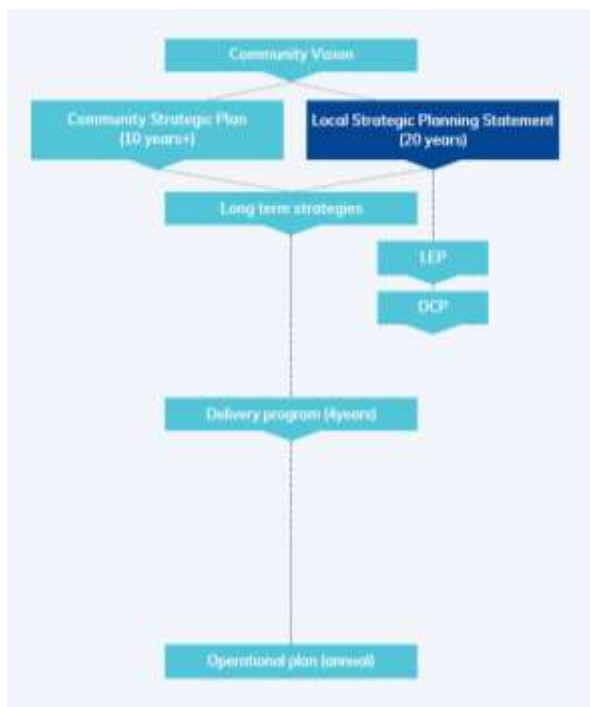 Community Vision
Community Strategic Plan
(10 years+)
Local Strategic Planning Statement
(20 years)
Long term strategies
LEP
DCP
Delivery program (4years)
Operational plan (annual)